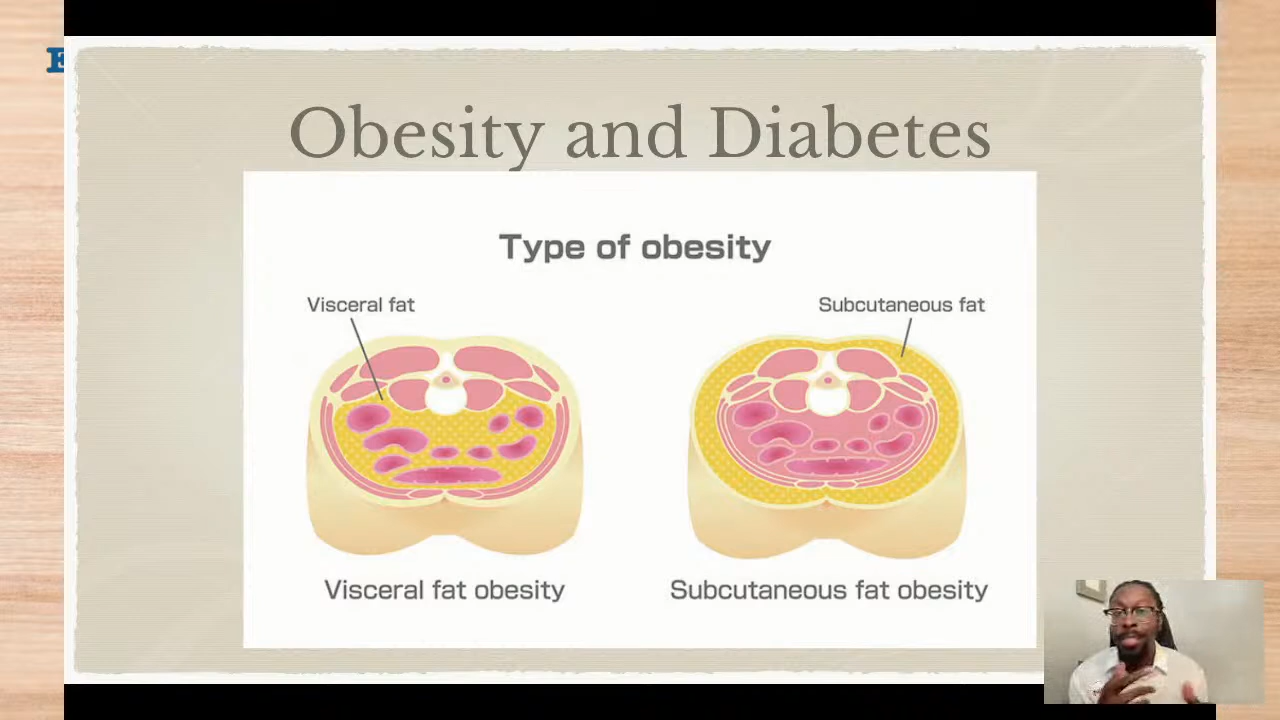 E
Obesity and Diabetes
Type of obesity
Visceral fat
Subcutaneous fat
Visceral fat obesity
Subcutaneous fat obesity